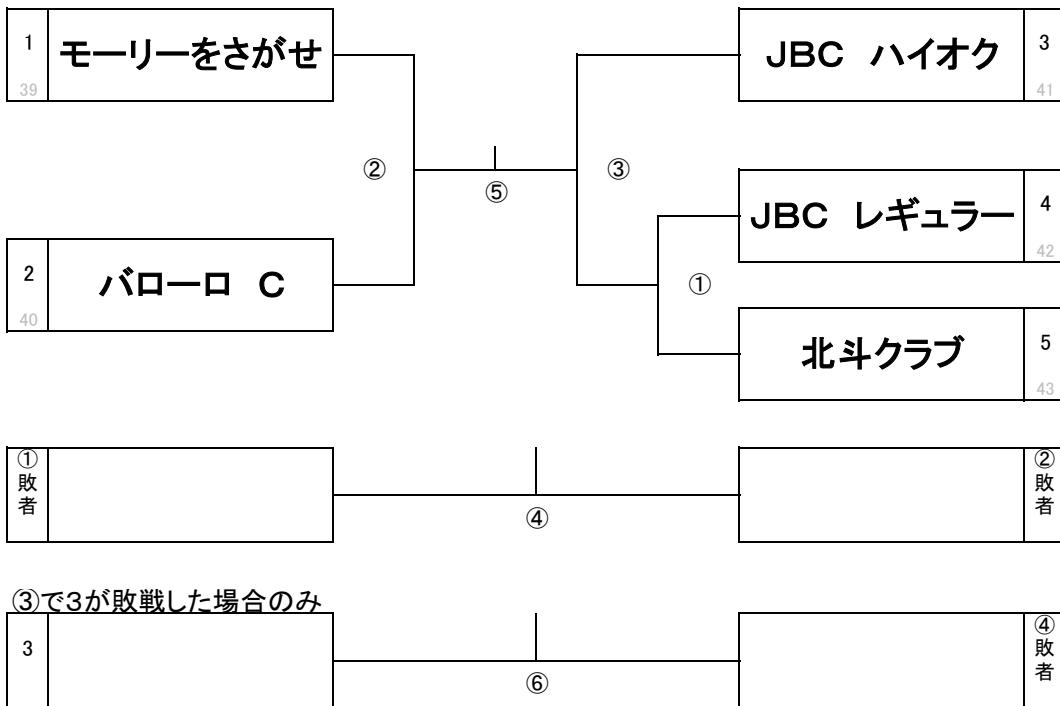 1
モーリーをさがせ
39
JBC ハイオク
3
41
②
⑤
③
JBC レギュラー
4
42
2
バローロ C
40
①
北斗クラブ
5
43
①敗者
④
②敗者
③で3が敗戦した場合のみ
3
⑥
④敗者